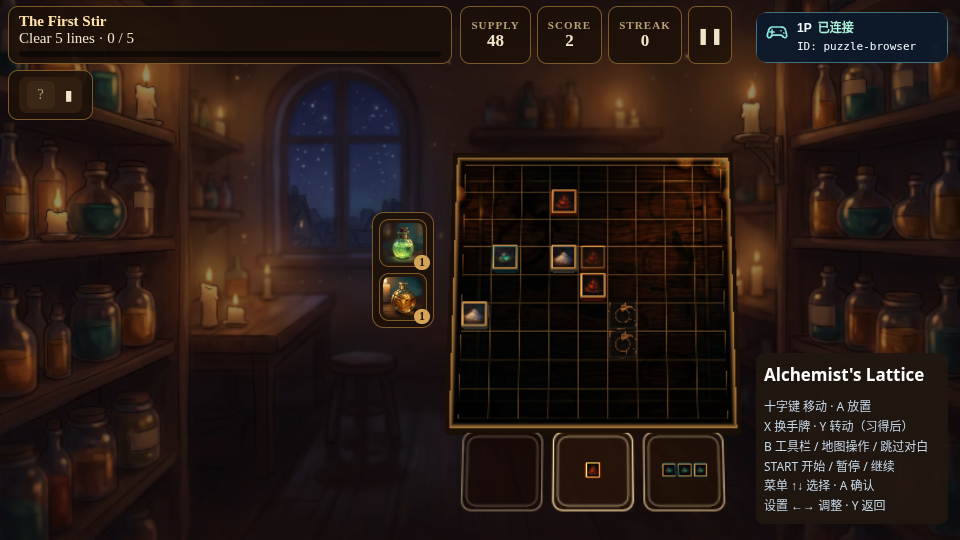 The First Stir
Clear 5 lines · 0 / 5
SUPPLY
48
SCORE
2
STREAK
0
1P 已连接
ID: puzzle-browser
?
1
1
Alchemist's Lattice
十字键 移动 · A 放置
X 换手牌 · Y 转动（习得后）
B 工具栏 / 地图操作 / 跳过对白
START 开始 / 暂停 / 继续
菜单 ↑↓ 选择 · A 确认
设置 ←→ 调整 · Y 返回